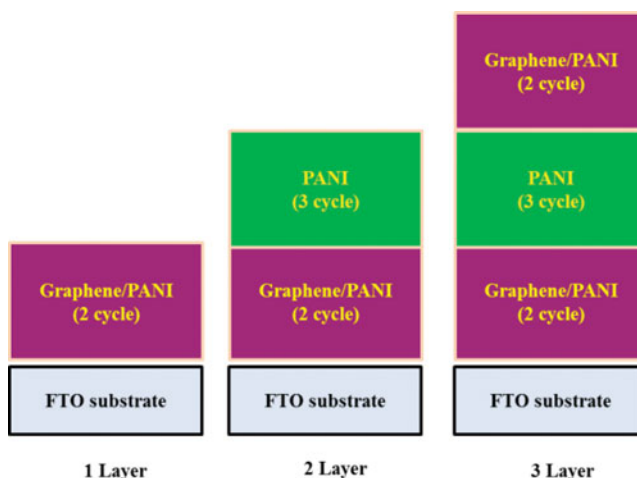 Graphene/PANI
(2 cycle)
PANI
(3 cycle)
PANI
(3 cycle)
Graphene/PANI
(2 cycle)
Graphene/PANI
(2 cycle)
Graphene/PANI
(2 cycle)
FTO substrate
FTO substrate
FTO substrate
1 Layer
2 Layer
3 Layer